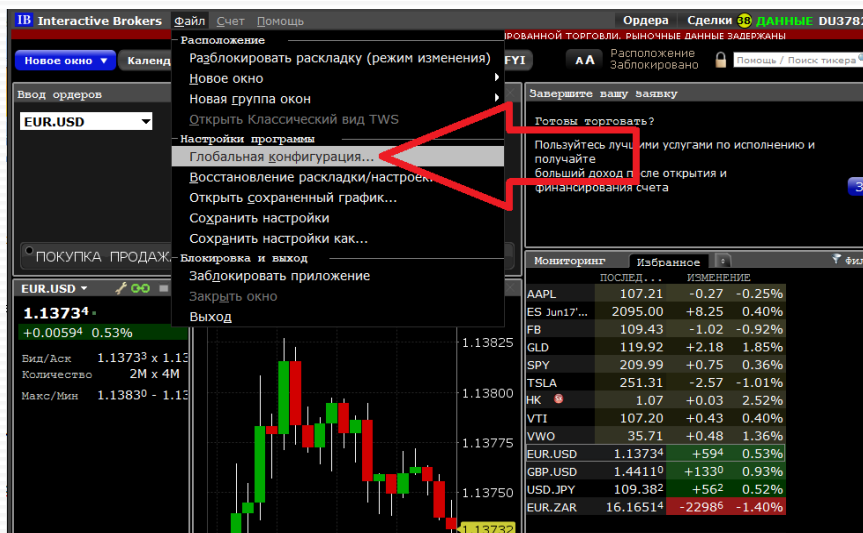 IB Interactive Brokers Файл Счет Помощь Ордера Сделки 38 ДАННЫЕ DU378
РОВАННОЙ ТОРГОВЛИ. РЫНОЧНЫЕ ДАННЫЕ ЗАДЕРЖАНЫ
Новое окно Календ FYI AA Расположение Заблокировано Помощь / Поиск тикера
Расположение
Разблокировать раскладку (режим изменения)
Новое окно
Новая группа окон
Открыть Классический вид TWS
Настройки программы
Глобальная конфигурация...
Восстановление раскладки/настроек
Открыть сохраненный график...
Сохранить настройки
Сохранить настройки как...
Блокировка и выход
Заблокировать приложение
Закрыть окно
Выход
Ввод ордеров
EUR.USD
ПОКУПКА ПРОДАЖ
EUR.USD
1.13734
+0.00594 0.53%
Бид/Аск 1.13733 x 1.13
Количество 2M x 4M
Макс/Мин 1.13830 - 1.13
1.13825
1.13800
1.13775
1.13750
1.13732
Завершите вашу заявку
Готовы торговать?
Пользуйтесь лучшими услугами по исполнению и
получайте
больший доход после открытия и
финансирования счета
Мониторинг Избранное Фил
ПОСЛЕД... ИЗМЕНЕНИЕ
AAPL 107.21 -0.27 -0.25%
ES Jun17'... 2095.00 +8.25 0.40%
FB 109.43 -1.02 -0.92%
GLD 119.92 +2.18 1.85%
SPY 209.99 +0.75 0.36%
TSLA 251.31 -2.57 -1.01%
HK 1.07 +0.03 2.52%
VTI 107.20 +0.43 0.40%
VWO 35.71 +0.48 1.36%
EUR.USD 1.13734 +594 0.53%
GBP.USD 1.44110 +1330 0.93%
USD.JPY 109.382 +562 0.52%
EUR.ZAR 16.16514 -22986 -1.40%